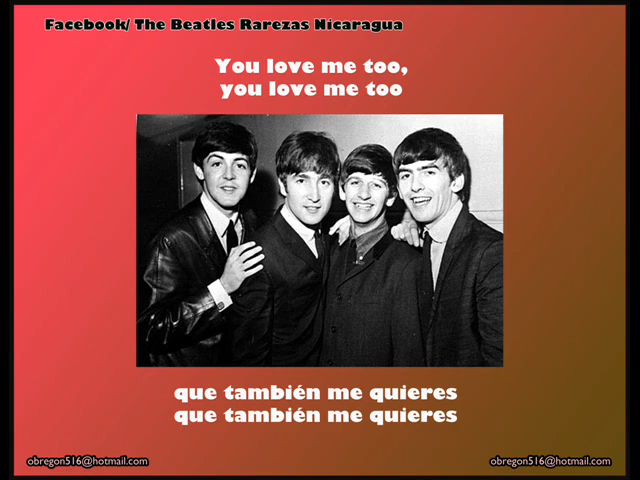 Facebook/ The Beatles Rarezas Nicaragua
You love me too,
you love me too
que también me quieres
que también me quieres
obregon516@hotmail.com
obregon516@hotmail.com